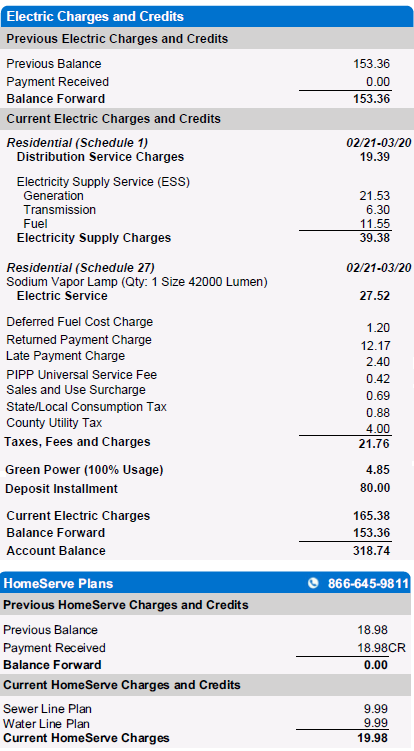 Electric Charges and Credits
Previous Electric Charges and Credits
Previous Balance 153.36
Payment Received 0.00
Balance Forward 153.36
Current Electric Charges and Credits
Residential (Schedule 1) 02/21-03/20
Distribution Service Charges 19.39
Electricity Supply Service (ESS)
Generation 21.53
Transmission 6.30
Fuel 11.55
Electricity Supply Charges 39.38
Residential (Schedule 27) 02/21-03/20
Sodium Vapor Lamp (Qty: 1 Size 42000 Lumen)
Electric Service 27.52
Deferred Fuel Cost Charge 1.20
Returned Payment Charge 12.17
Late Payment Charge 2.40
PIPP Universal Service Fee 0.42
Sales and Use Surcharge 0.69
State/Local Consumption Tax 0.88
County Utility Tax 4.00
Taxes, Fees and Charges 21.76
Green Power (100% Usage) 4.85
Deposit Installment 80.00
Current Electric Charges 165.38
Balance Forward 153.36
Account Balance 318.74
HomeServe Plans 866-645-9811
Previous HomeServe Charges and Credits
Previous Balance 18.98
Payment Received 18.98CR
Balance Forward 0.00
Current HomeServe Charges and Credits
Sewer Line Plan 9.99
Water Line Plan 9.99
Current HomeServe Charges 19.98